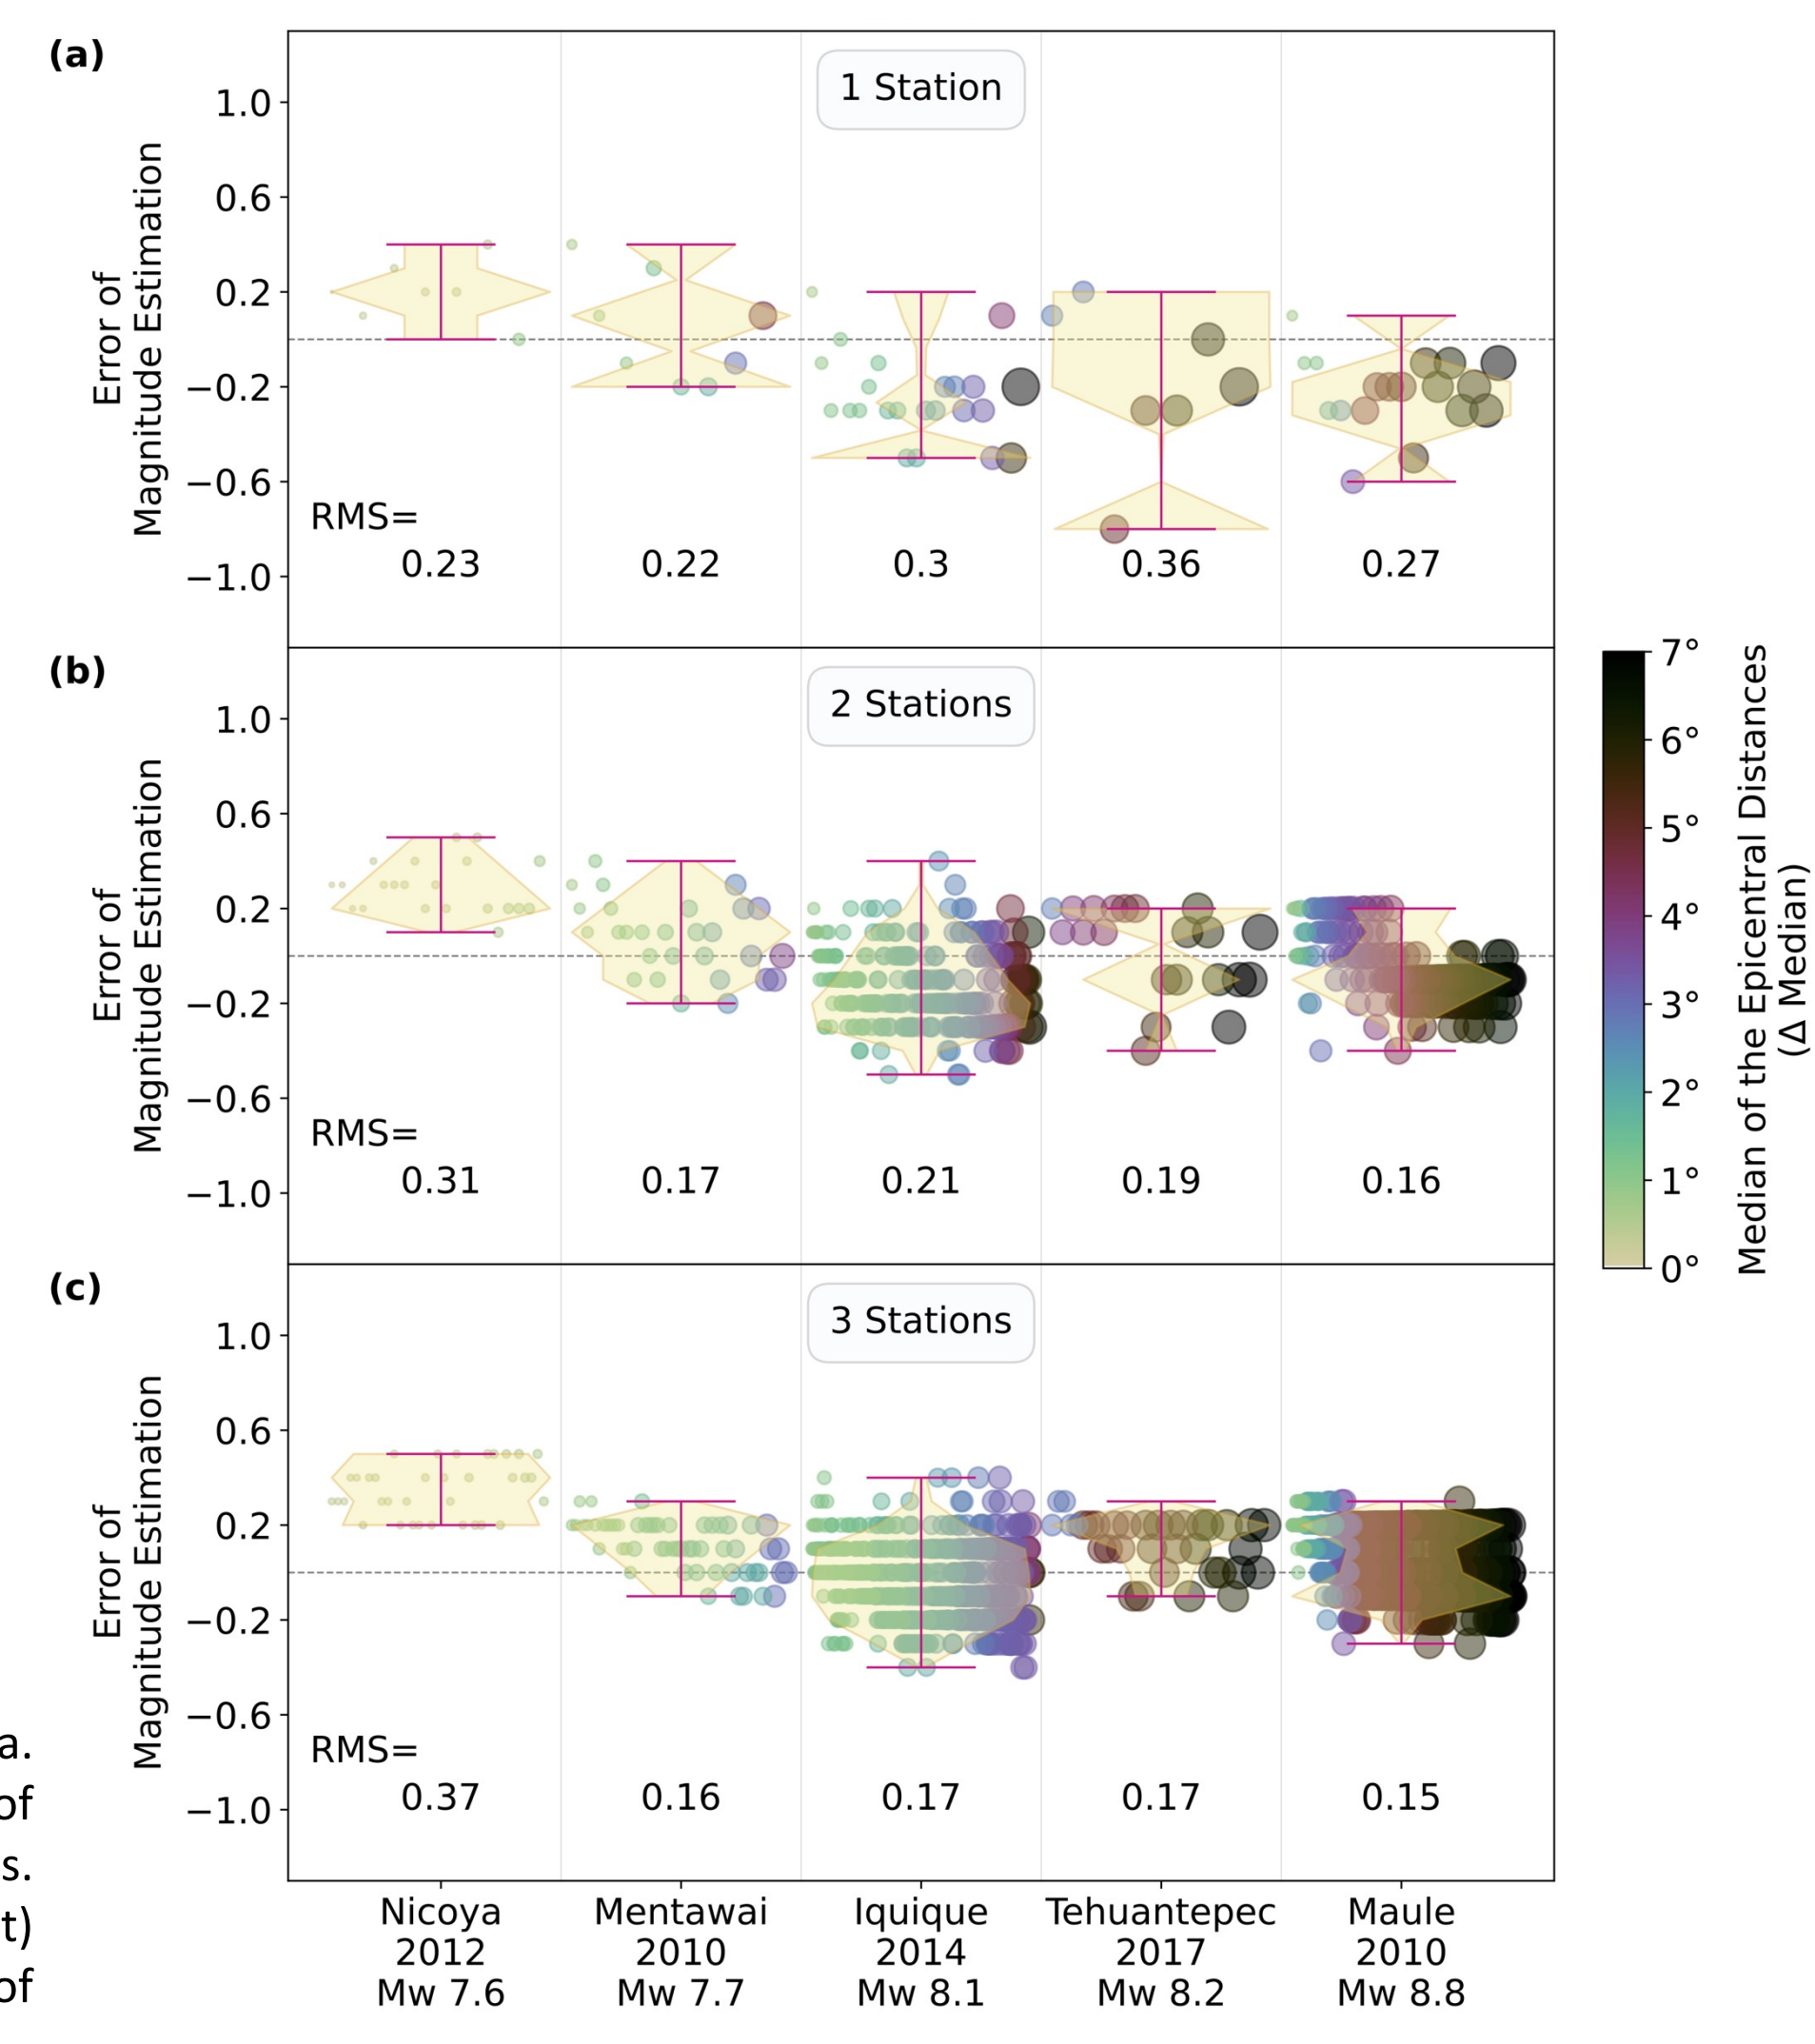 (a)
1 Station
1.0
0.6
0.2
−0.2
−0.6
−1.0
Error of
Magnitude Estimation
RMS=
0.23 0.22 0.3 0.36 0.27
(b)
2 Stations
1.0
0.6
0.2
−0.2
−0.6
−1.0
Error of
Magnitude Estimation
RMS=
0.31 0.17 0.21 0.19 0.16
7°
6°
5°
4°
3°
2°
1°
0°
Median of the Epicentral Distances
(Δ Median)
(c)
3 Stations
1.0
0.6
0.2
−0.2
−0.6
−1.0
Error of
Magnitude Estimation
RMS=
0.37 0.16 0.17 0.17 0.15
Nicoya Mentawai Iquique Tehuantepec Maule
2012 2010 2014 2017 2010
Mw 7.6 Mw 7.7 Mw 8.1 Mw 8.2 Mw 8.8
a.
of
s.
t)
of